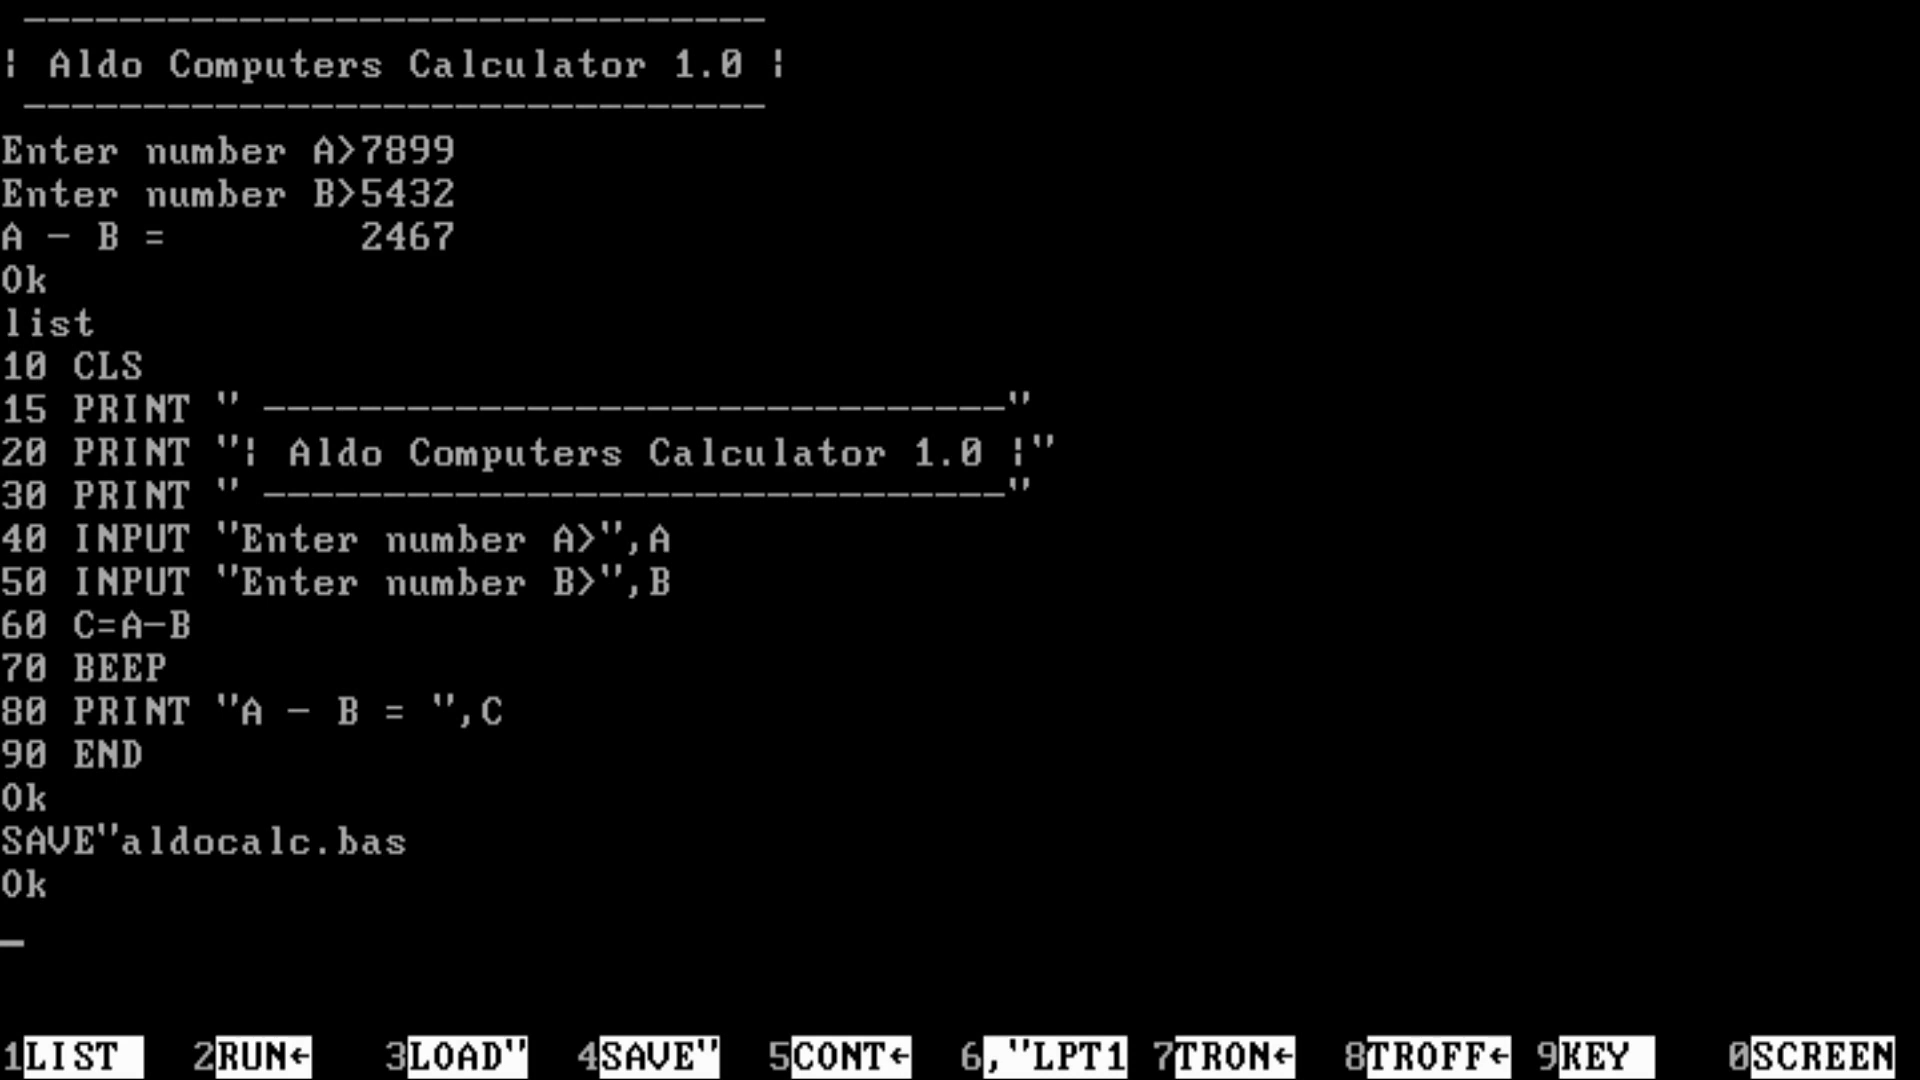 -------------------------------
¦ Aldo Computers Calculator 1.0 ¦
 -------------------------------
Enter number A>7899
Enter number B>5432
A - B =        2467
Ok
list
10 CLS
15 PRINT " -------------------------------"
20 PRINT "¦ Aldo Computers Calculator 1.0 ¦"
30 PRINT " -------------------------------"
40 INPUT "Enter number A>",A
50 INPUT "Enter number B>",B
60 C=A-B
70 BEEP
80 PRINT "A - B = ",C
90 END
Ok
SAVE"aldocalc.bas
Ok
_
1LIST  2RUN←  3LOAD"  4SAVE"  5CONT←  6,"LPT1 7TRON←  8TROFF← 9KEY   0SCREEN